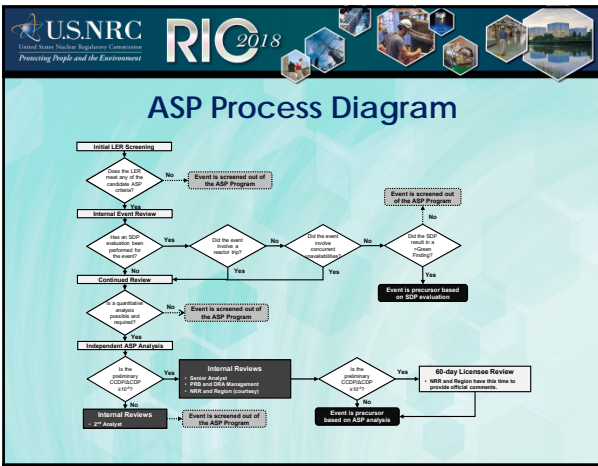 U.S.NRC
United States Nuclear Regulatory Commission
Protecting People and the Environment
RIC 2018
ASP Process Diagram
Initial LER Screening
Does the LER
meet any of the
candidate ASP
criteria?
No
Event is screened out of
the ASP Program
Yes
Internal Event Review
Has an SDP
evaluation been
performed for
the event?
Yes
Did the event
involve a
reactor trip?
No
Did the event
involve
concurrent
unavailabilities?
No
Did the SDP
result in a
>Green
Finding?
No
Event is screened out
of the ASP Program
Yes
Event is precursor based
on SDP evaluation
No
Yes
Yes
Continued Review
Is a quantitative
analysis
possible and
required?
No
Event is screened out of
the ASP Program
Yes
Independent ASP Analysis
Is the
preliminary
CCDP/ΔCDP
Yes
Internal Reviews
• Senior Analyst
• PRB and DRA Management
• NRR and Region (courtesy)
Is the
preliminary
CCDP/ΔCDP
Yes
60-day Licensee Review
• NRR and Region have this time to
provide official comments.
No
Internal Reviews
• 2nd Analyst
Event is screened out of
the ASP Program
No
Event is precursor
based on ASP analysis